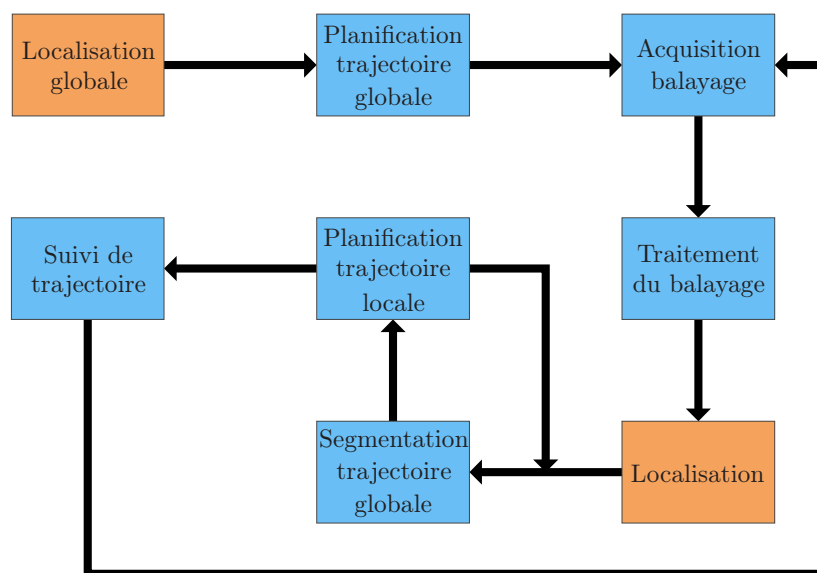 Localisation
globale
Planification
trajectoire
globale
Acquisition
balayage
Suivi de
trajectoire
Planification
trajectoire
locale
Traitement
du balayage
Segmentation
trajectoire
globale
Localisation